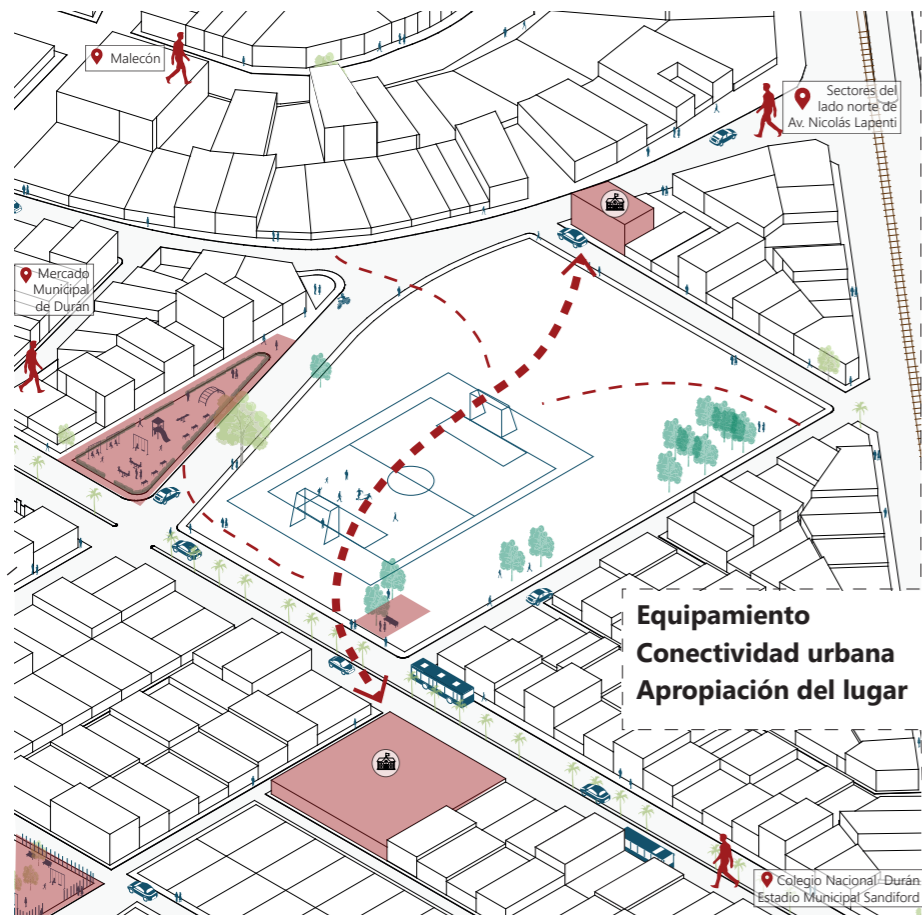 Malecón
Sectores del
lado norte de
Av. Nicolás Lapenti
Mercado
Municipal
de Durán
Equipamiento
Conectividad urbana
Apropiación del lugar
Colegio Nacional Durán
Estadio Municipal Sandiford